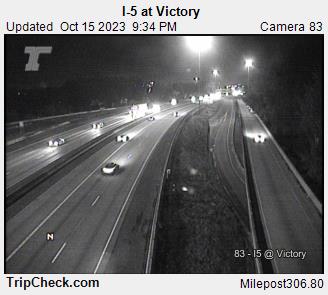 I-5 at Victory
Updated Oct 15 2023 9:34 PM Camera 83
T
N
83 - I5 @ Victory
TripCheck.com Milepost306.80